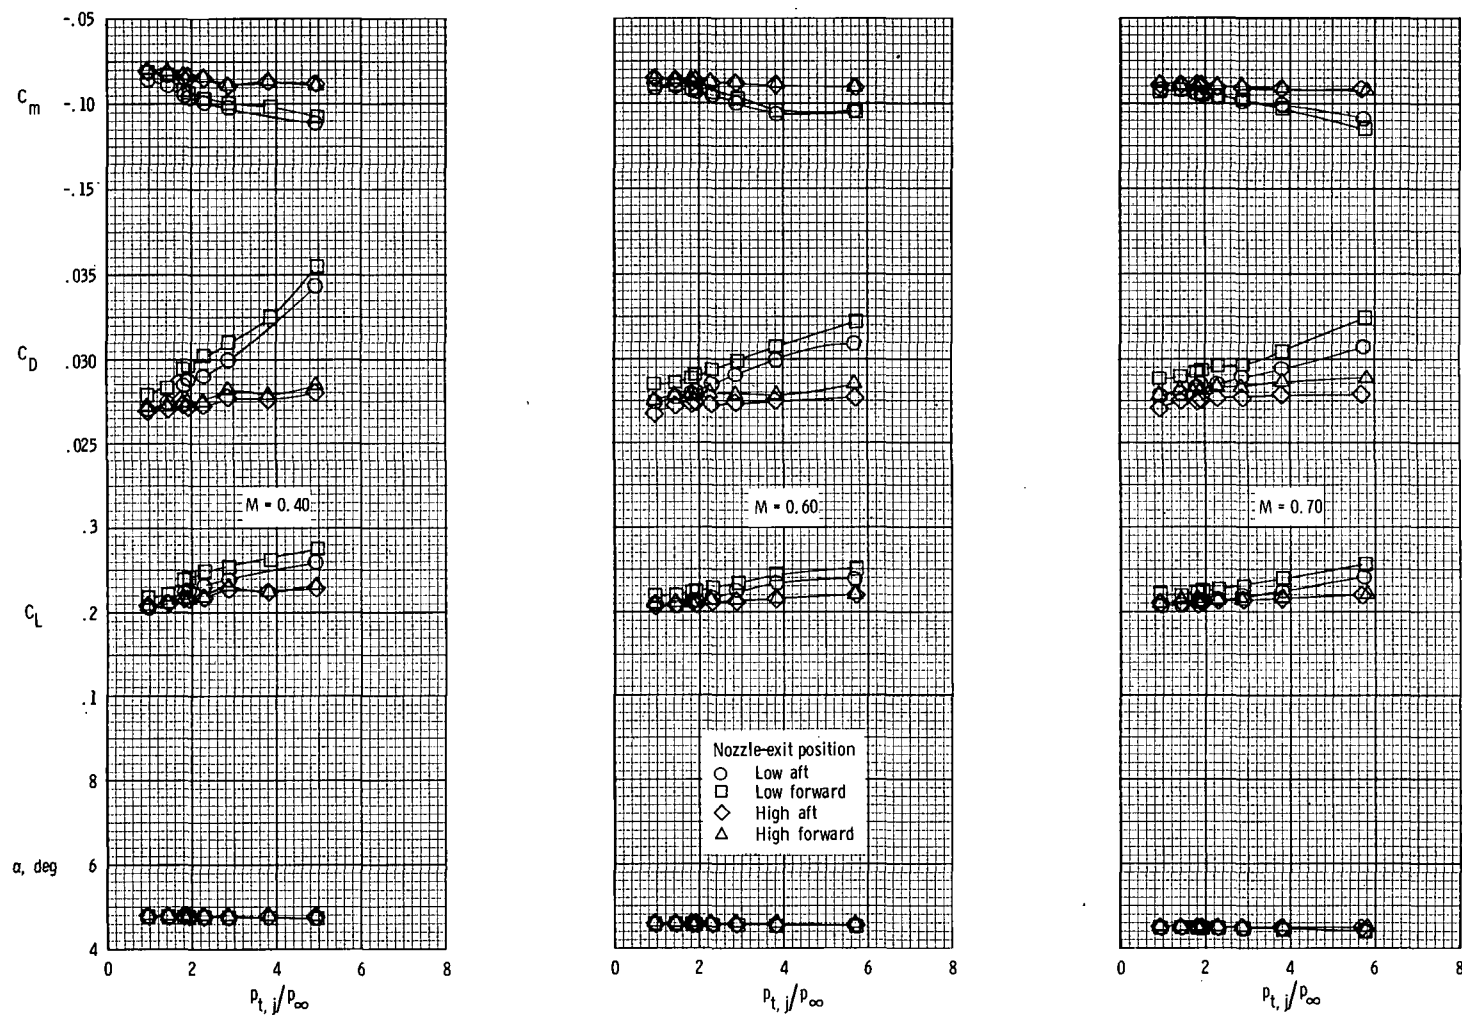 -.05
C_m
-.10
-.15
.035
C_D
.030
.025
M = 0.40
M = 0.60
M = 0.70
.3
C_L
.2
.1
Nozzle-exit position
Low aft
Low forward
High aft
High forward
8
α, deg
6
4
0 2 4 6 8
0 2 4 6 8
0 2 4 6 8
p_t,j/p_∞
p_t,j/p_∞
p_t,j/p_∞